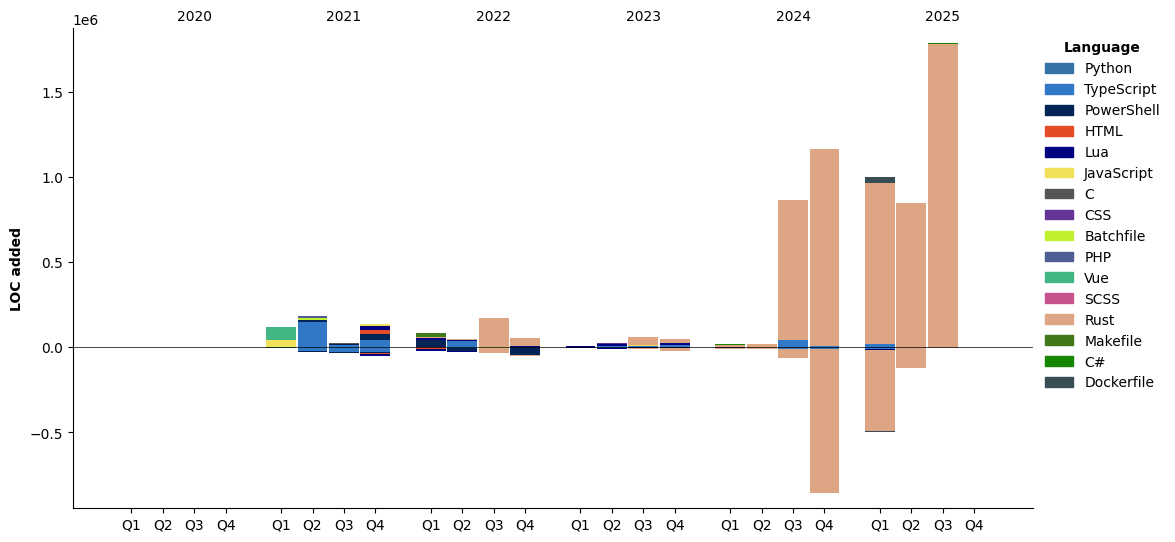 1e6
2020 2021 2022 2023 2024 2025
LOC added
1.5
1.0
0.5
0.0
−0.5
Q1 Q2 Q3 Q4 Q1 Q2 Q3 Q4 Q1 Q2 Q3 Q4 Q1 Q2 Q3 Q4 Q1 Q2 Q3 Q4 Q1 Q2 Q3 Q4
Language
Python
TypeScript
PowerShell
HTML
Lua
JavaScript
C
CSS
Batchfile
PHP
Vue
SCSS
Rust
Makefile
C#
Dockerfile